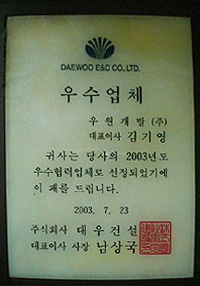 DAEWOO E&C CO., LTD.
우수업체
우원개발(주)
대표이사 김기영
귀사는 당사의 2003년도
우수협력업체로 선정되었기에
이 패를 드립니다.
2003. 7. 23
주식회사 대우건설
대표이사 사장 남상국